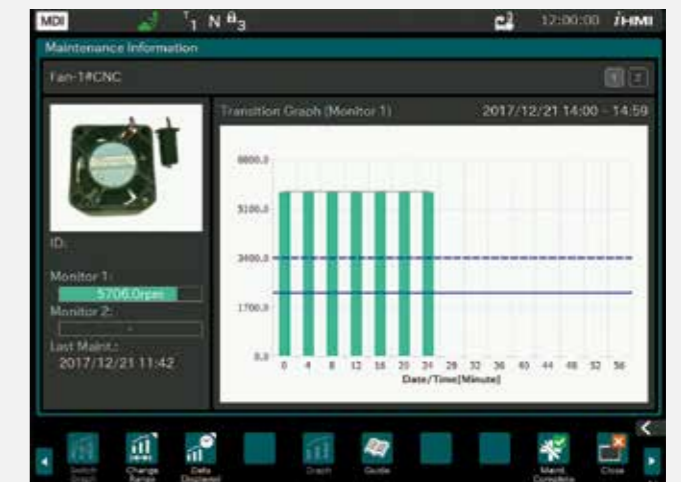 MDI T1 N θ3 12:00:00 iHMI
Maintenance Information
Fan-1#CNC
1 2
Transition Graph (Monitor 1) 2017/12/21 14:00 - 14:59
6800.0
5100.0
3400.0
1700.0
0.0
0 4 8 12 16 20 24 28 32 36 40 44 48 52 56
Date/Time[Minute]
ID:
Monitor 1:
5706.0rpm
Monitor 2:
-
Last Maint.:
2017/12/21 11:42
Switch Graph
Change Range
Data Displayed
Graph
Guide
Maint. Complete
Close